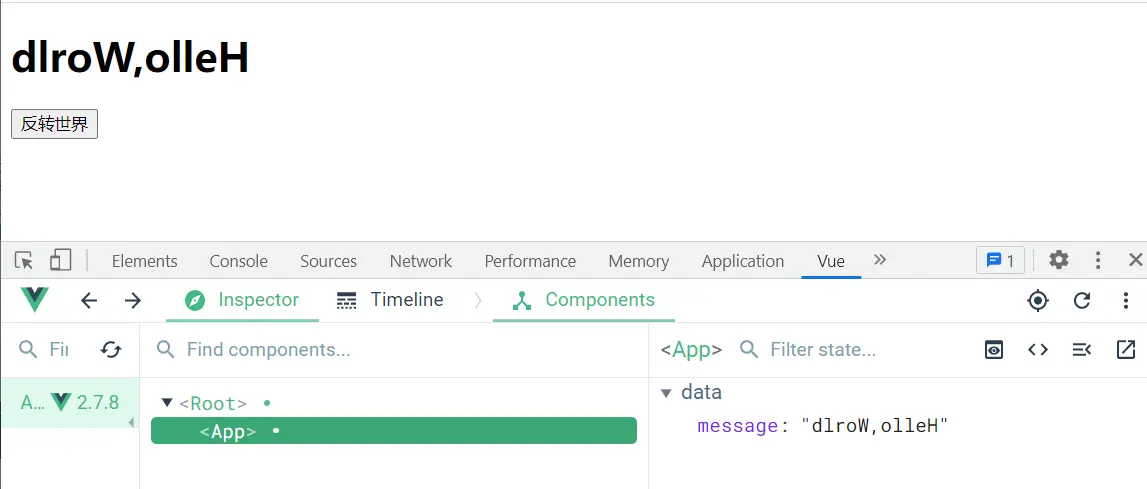 dlroW,olleH
反转世界
Elements Console Sources Network Performance Memory Application Vue » 1
Inspector Timeline Components
Fii Find components... <App> Filter state...
A... 2.7.8 <Root> data
<App> message: "dlroW,olleH"